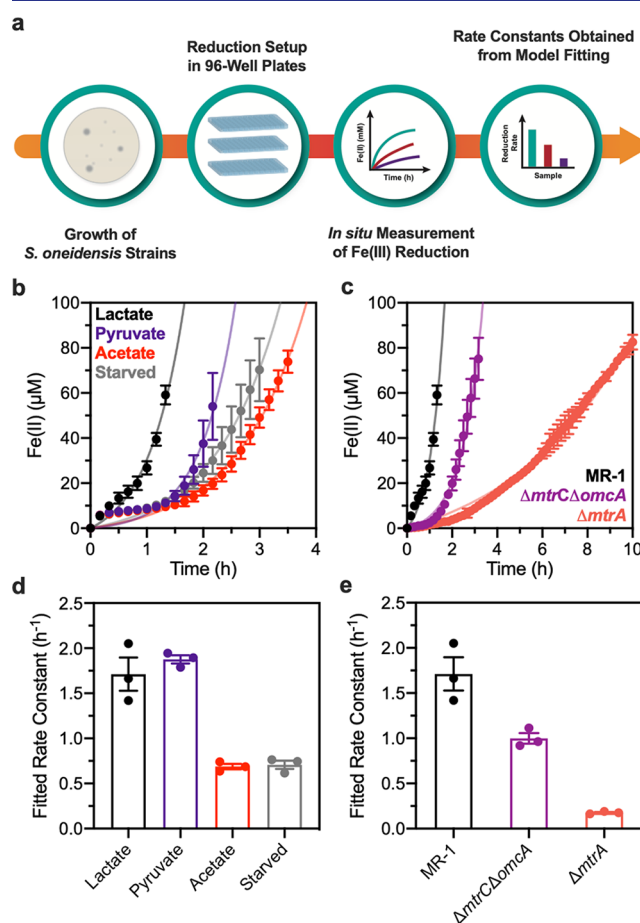 a
Reduction Setup
in 96-Well Plates
Rate Constants Obtained
from Model Fitting
Fe(II) (mM)
Time (h)
Reduction
Rate
Sample
Growth of
S. oneidensis Strains
In situ Measurement
of Fe(III) Reduction
b
100
80
60
40
20
0
Fe(II) (µM)
Lactate
Pyruvate
Acetate
Starved
0 1 2 3 4
Time (h)
c
100
80
60
40
20
0
Fe(II) (µM)
MR-1
ΔmtrCΔomcA
ΔmtrA
0 2 4 6 8 10
Time (h)
d
2.5
2.0
1.5
1.0
0.5
0.0
Fitted Rate Constant (h⁻¹)
Lactate
Pyruvate
Acetate
Starved
e
2.5
2.0
1.5
1.0
0.5
0.0
Fitted Rate Constant (h⁻¹)
MR-1
ΔmtrCΔomcA
ΔmtrA